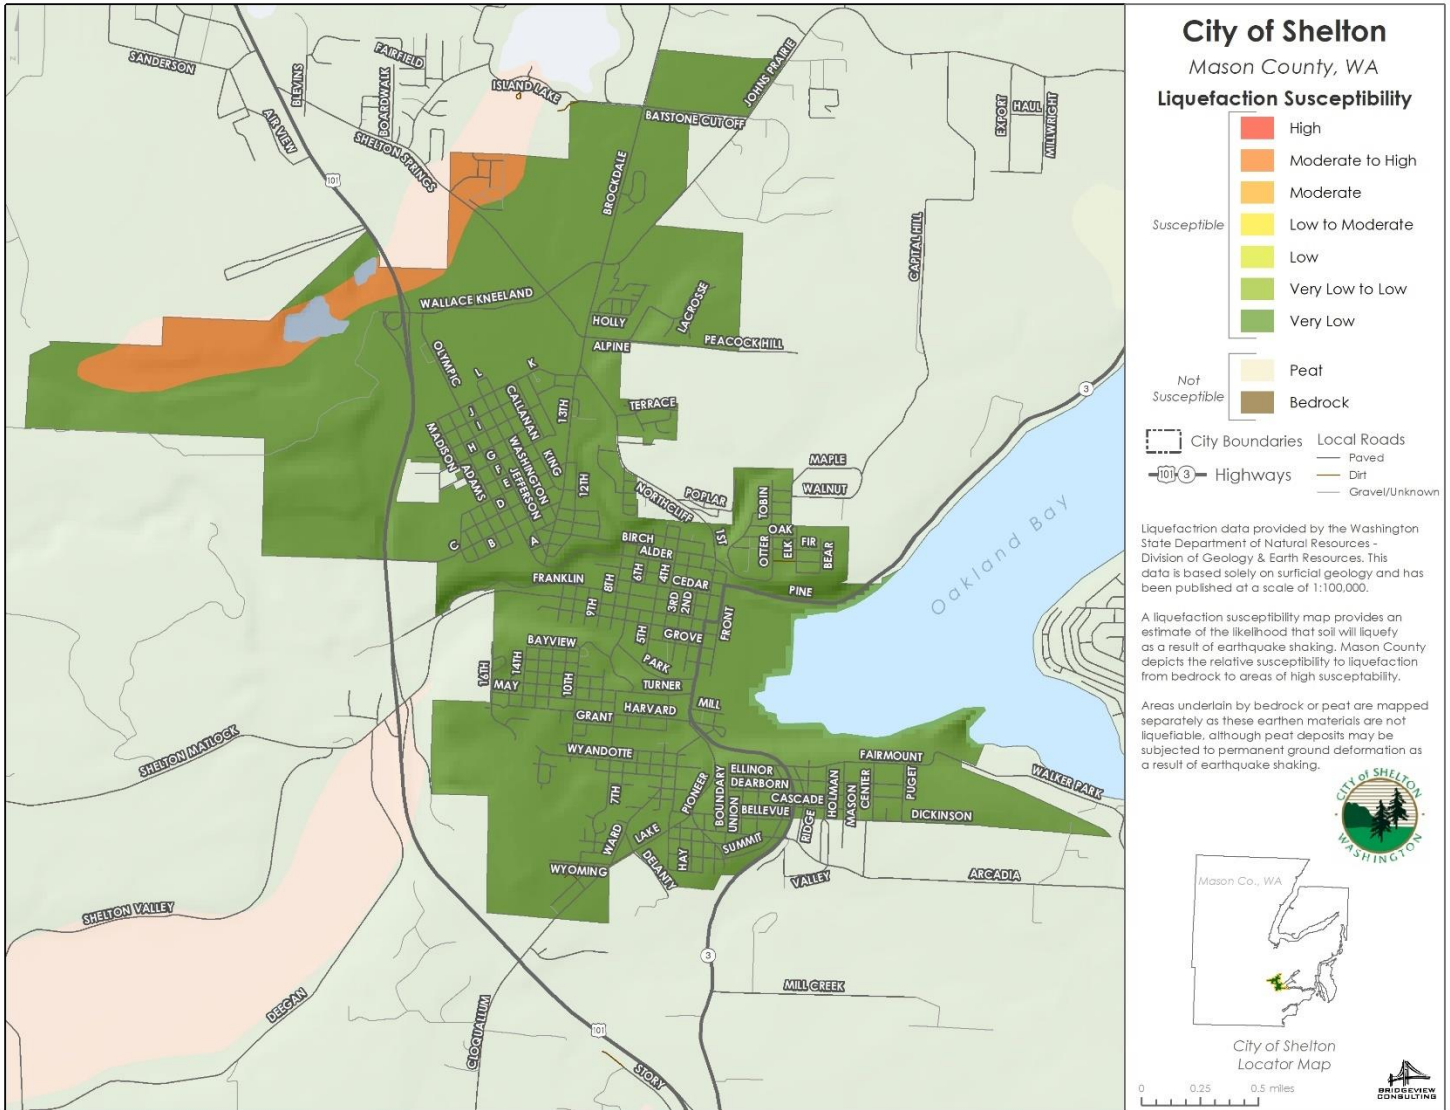 City of Shelton
Mason County, WA
Liquefaction Susceptibility
High
Moderate to High
Moderate
Susceptible
Low to Moderate
Low
Very Low to Low
Very Low
Not
Susceptible
Peat
Bedrock
City Boundaries
Local Roads
Paved
101 3 Highways
Dirt
Gravel/Unknown
Liquefactrion data provided by the Washington
State Department of Natural Resources -
Division of Geology & Earth Resources. This
data is based solely on surficial geology and has
been published at a scale of 1:100,000.
A liquefaction susceptibility map provides an
estimate of the likelihood that soil will liquefy
as a result of earthquake shaking. Mason County
depicts the relative susceptibility to liquefaction
from bedrock to areas of high susceptability.
Areas underlain by bedrock or peat are mapped
separately as these earthen materials are not
liquefiable, although peat deposits may be
subjected to permanent ground deformation as
a result of earthquake shaking.
CITY of SHELTON
WASHINGTON
Mason Co., WA
City of Shelton
Locator Map
0 0.25 0.5 miles
BRIDGEVIEW
CONSULTING
SANDERSON
BLEVINS
FAIRFIELD
BOARDWALK
AIR VIEW
SHELTON SPRINGS
ISLAND LAKE
JOHNS PRAIRIE
BATSTONE CUT OFF
BROCKDALE
EXPORT
HAUL
MILLWRIGHT
101
CAPITAL HILL
WALLACE KNEELAND
HOLLY
LACROSSE
ALPINE
PEACOCK HILL
3
OLYMPIC
L
K
CALLANAN
13TH
TERRACE
J
I
MADISON
H
G
F
E
WASHINGTON
KING
ADAMS
JEFFERSON
12TH
D
C
B
A
MAPLE
WALNUT
NORTHCLIFF
POPLAR
TOBIN
1ST
OAK
OTTER
ELK
FIR
BEAR
Oakland Bay
BIRCH
ALDER
FRANKLIN
8TH
6TH
4TH
CEDAR
9TH
3RD
2ND
PINE
FRONT
BAYVIEW
5TH
GROVE
PARK
16TH
14TH
MAY
10TH
TURNER
HARVARD
MILL
GRANT
WYANDOTTE
SHELTON MATLOCK
FAIRMOUNT
ELLINOR
DEARBORN
CASCADE
BELLEVUE
PIONEER
BOUNDARY
UNION
HOLMAN
MASON
CENTER
PUGET
WALKER PARK
7TH
WARD
LAKE
DICKINSON
RIDGE
SUMMIT
HAY
DELANTY
WYOMING
VALLEY
ARCADIA
SHELTON VALLEY
3
DEEGAN
MILL CREEK
CLOQUALLUM
101
STORY